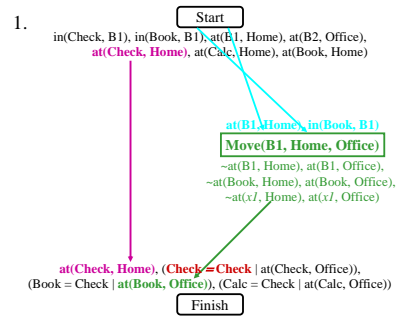 1.
Start
in(Check, B1), in(Book, B1), at(B1, Home), at(B2, Office),
at(Check, Home), at(Calc, Home), at(Book, Home)
at(B1, Home), in(Book, B1)
Move(B1, Home, Office)
~at(B1, Home), at(B1, Office),
~at(Book, Home), at(Book, Office),
~at(x1, Home), at(x1, Office)
at(Check, Home), (Check ≠ Check | at(Check, Office)),
(Book = Check | at(Book, Office)), (Calc = Check | at(Calc, Office))
Finish